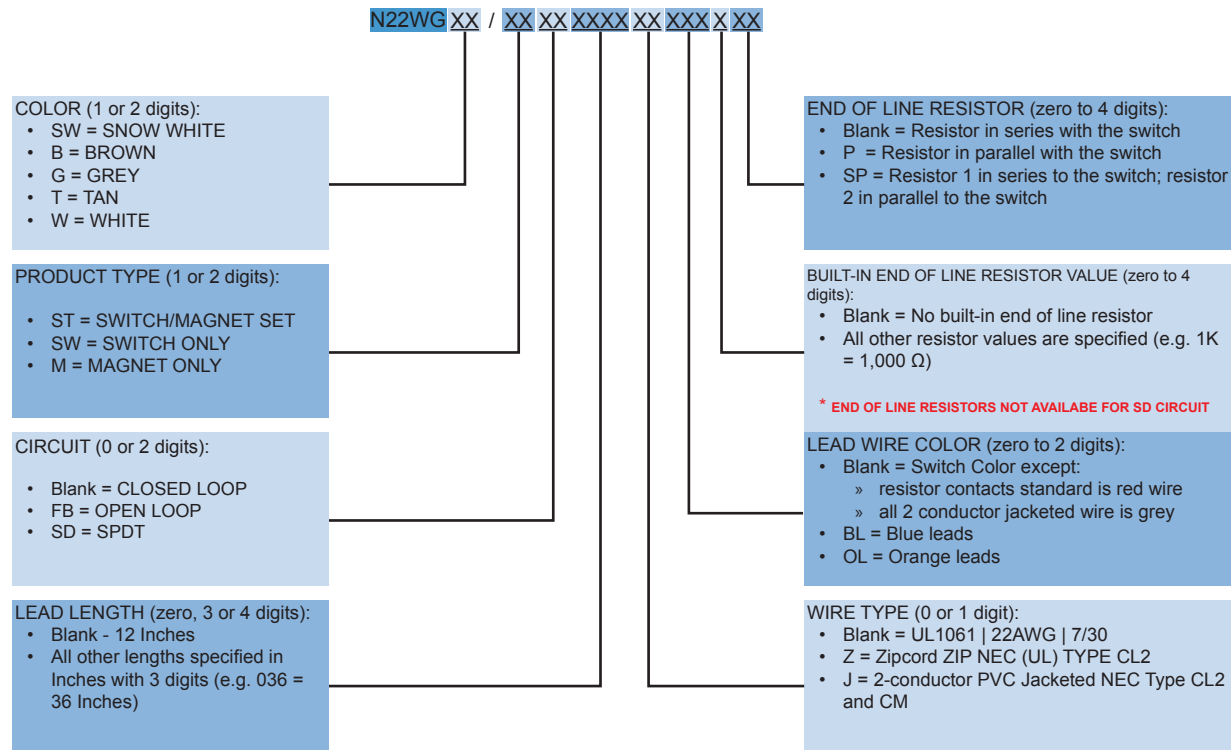 N22WG XX / XX XX XXXX XX XXX X XX
COLOR (1 or 2 digits):
• SW = SNOW WHITE
• B = BROWN
• G = GREY
• T = TAN
• W = WHITE
PRODUCT TYPE (1 or 2 digits):
• ST = SWITCH/MAGNET SET
• SW = SWITCH ONLY
• M = MAGNET ONLY
CIRCUIT (0 or 2 digits):
• Blank = CLOSED LOOP
• FB = OPEN LOOP
• SD = SPDT
LEAD LENGTH (zero, 3 or 4 digits):
• Blank - 12 Inches
• All other lengths specified in
Inches with 3 digits (e.g. 036 =
36 Inches)
END OF LINE RESISTOR (zero to 4 digits):
• Blank = Resistor in series with the switch
• P = Resistor in parallel with the switch
• SP = Resistor 1 in series to the switch; resistor
2 in parallel to the switch
BUILT-IN END OF LINE RESISTOR VALUE (zero to 4
digits):
• Blank = No built-in end of line resistor
• All other resistor values are specified (e.g. 1K
= 1,000 Ω)
* END OF LINE RESISTORS NOT AVAILABE FOR SD CIRCUIT
LEAD WIRE COLOR (zero to 2 digits):
• Blank = Switch Color except:
» resistor contacts standard is red wire
» all 2 conductor jacketed wire is grey
• BL = Blue leads
• OL = Orange leads
WIRE TYPE (0 or 1 digit):
• Blank = UL1061 | 22AWG | 7/30
• Z = Zipcord ZIP NEC (UL) TYPE CL2
• J = 2-conductor PVC Jacketed NEC Type CL2
and CM